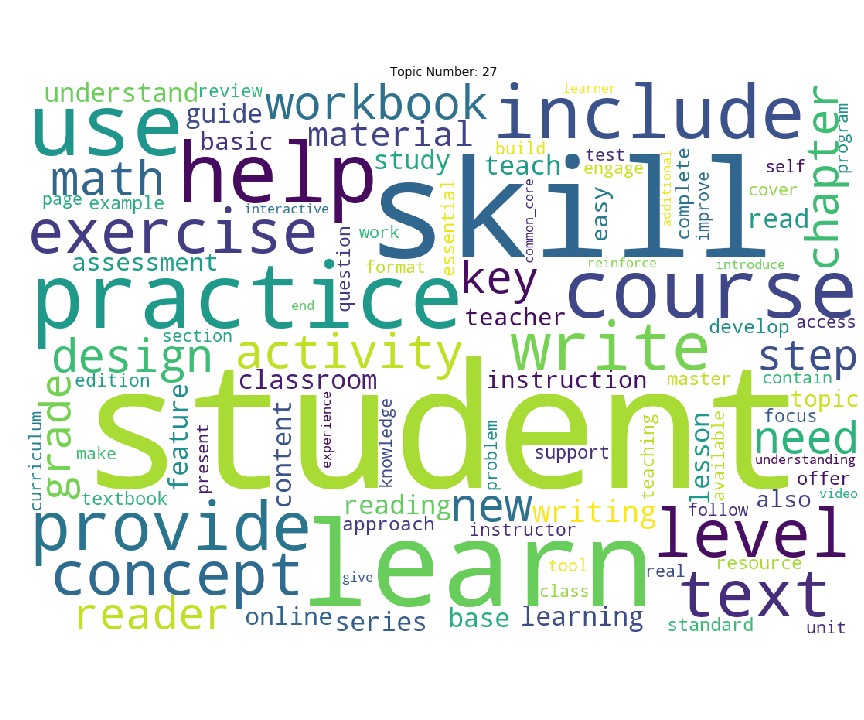 Topic Number: 27
learner
understand review workbook include
use guide material chapter program
basic help skill build test
math study teach engage additional complete improve self
page example interactive essential common_core easy cover read
exercise question work
assessment format key reinforce introduce
practice end course
section teacher develop access
design activity write step
edition classroom instruction master contain
grade feature student topic
curriculum make present content experience knowledge problem support teaching lesson available focus need
understanding
textbook reading offer video
provide approach new writing follow also
instructor level
concept give learn tool real resource
class text
reader online series base learning standard unit